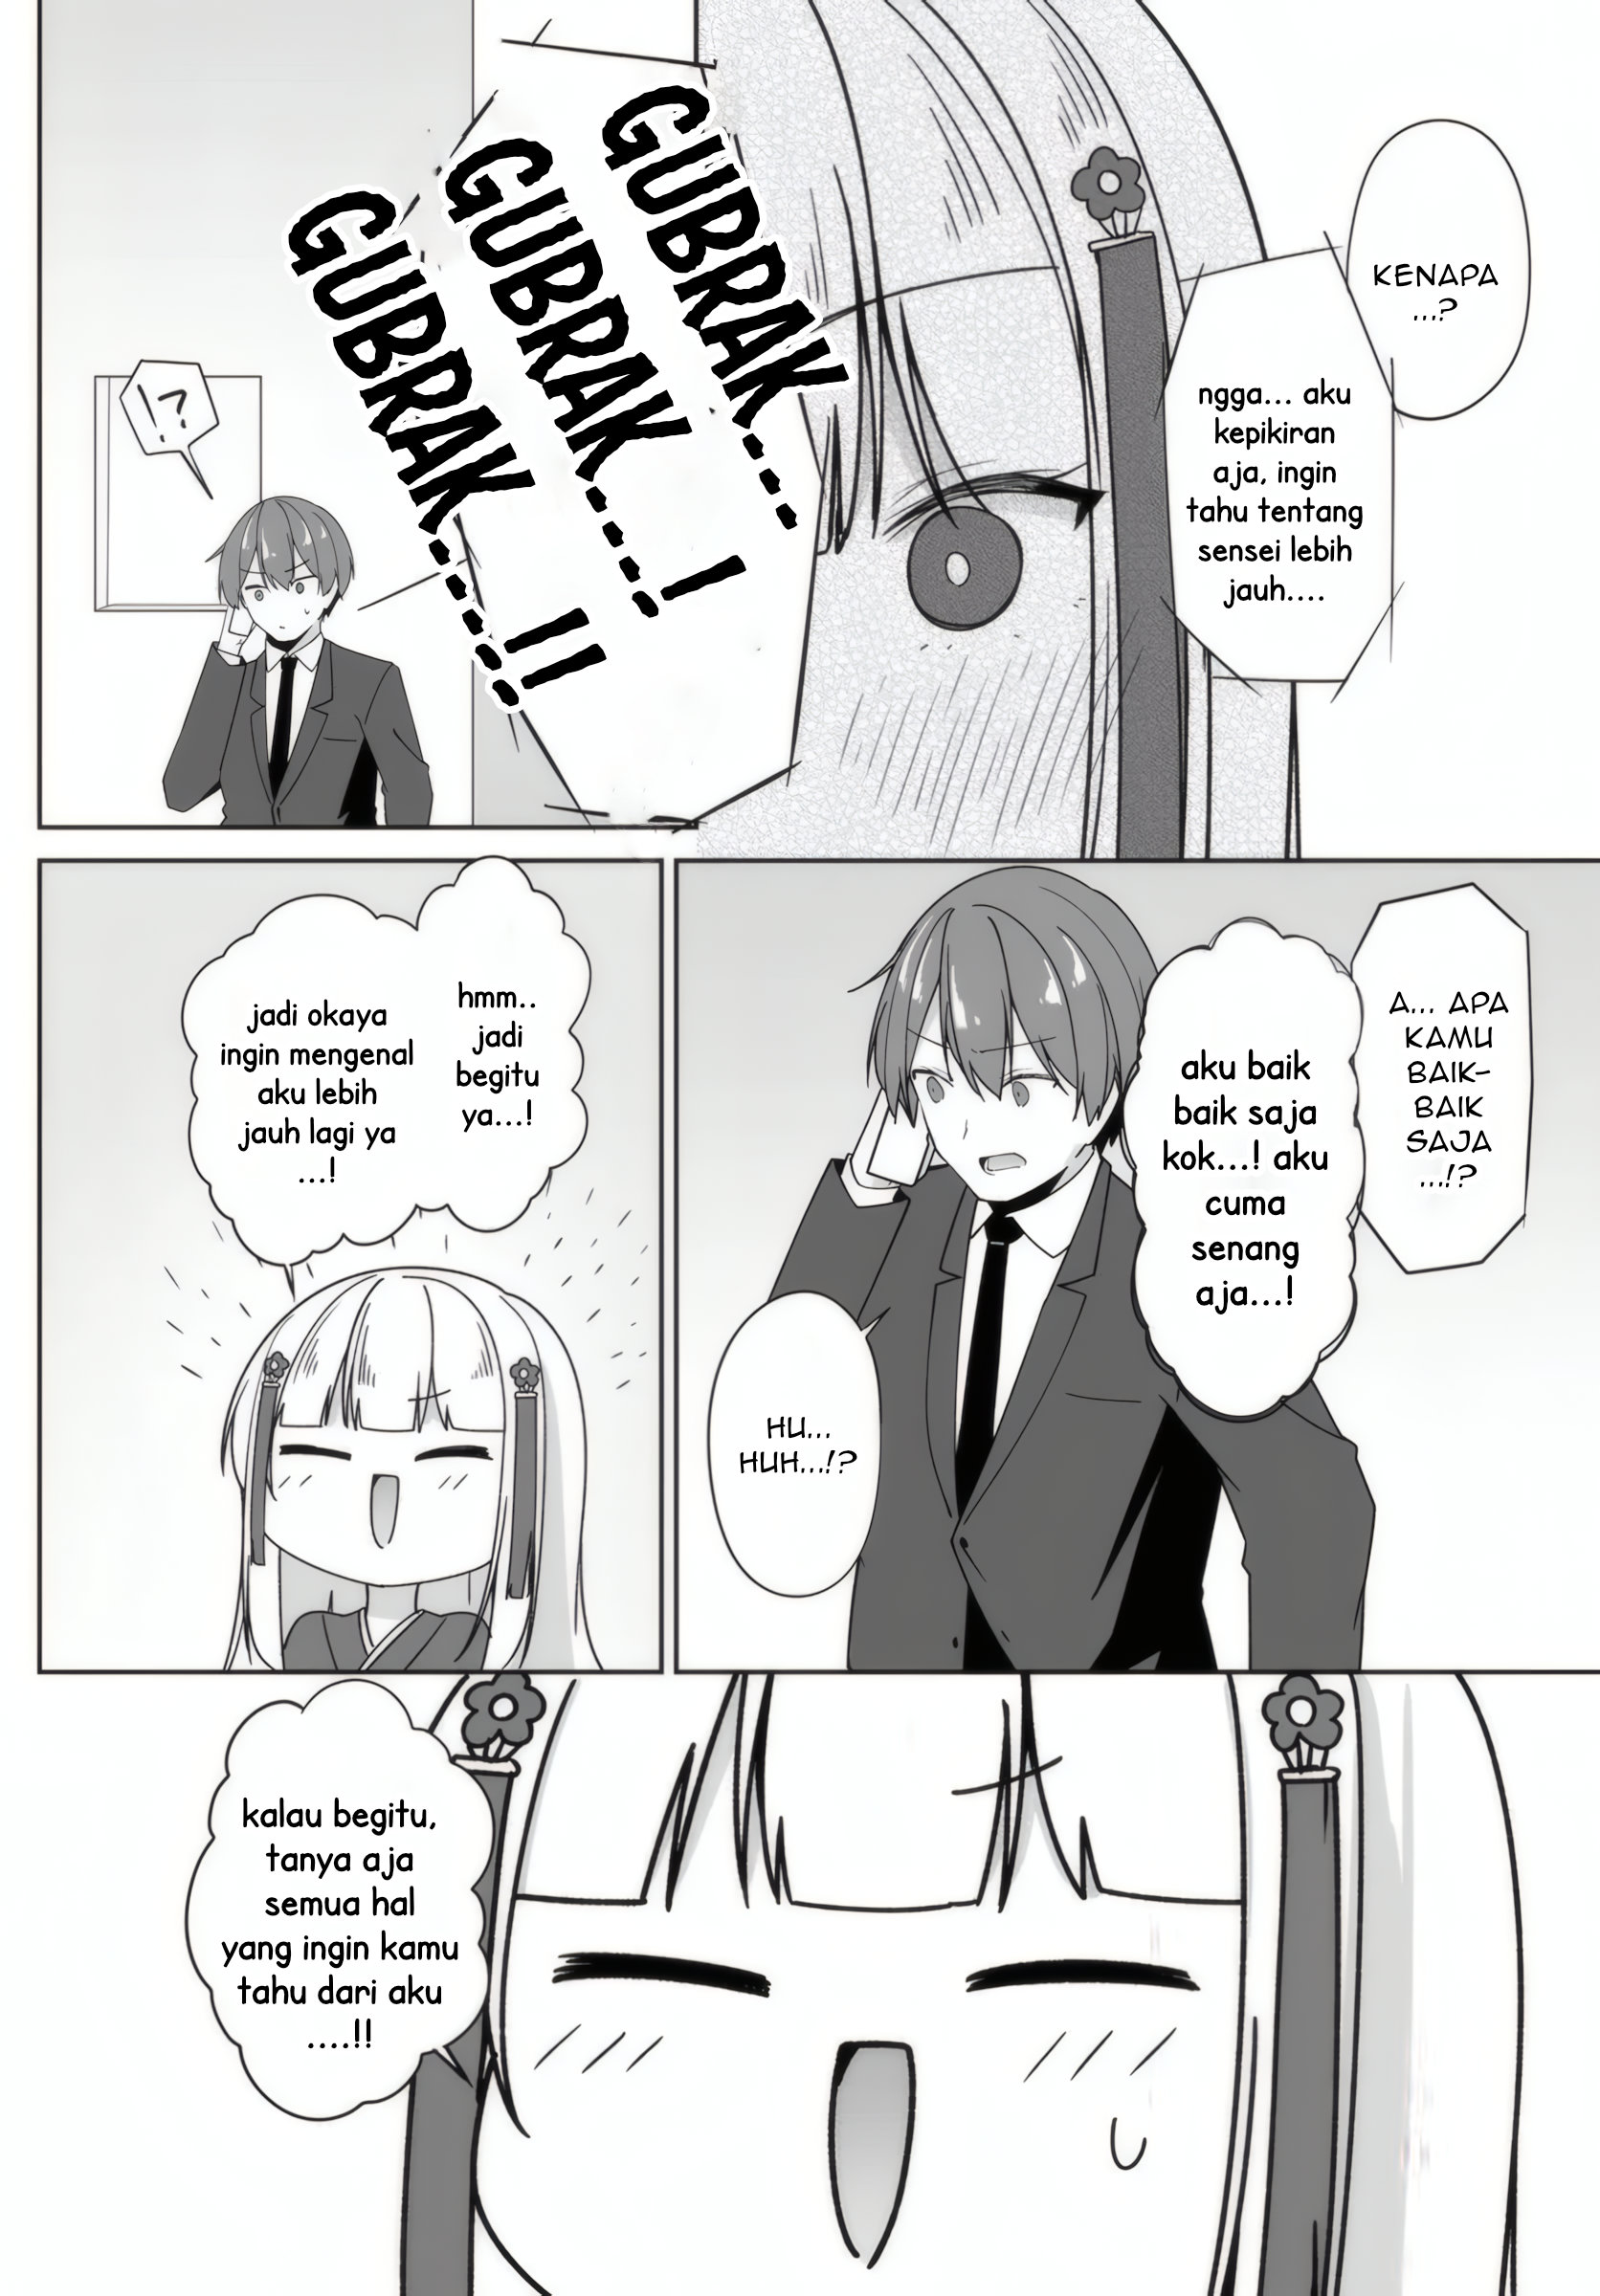 KENAPA
...?
ngga... aku
kepikiran
aja, ingin
tahu tentang
sensei lebih
jauh....
GUBRAK...
GUBRAK...!
GUBRAK...!!
!?
A... APA
KAMU
BAIK-
BAIK
SAJA
...!?
aku baik
baik saja
kok...! aku
cuma
senang
aja...!
HU...
HUH...!?
hmm..
jadi
begitu
ya...!
jadi okaya
ingin mengenal
aku lebih
jauh lagi ya
...!
kalau begitu,
tanya aja
semua hal
yang ingin kamu
tahu dari aku
....!!